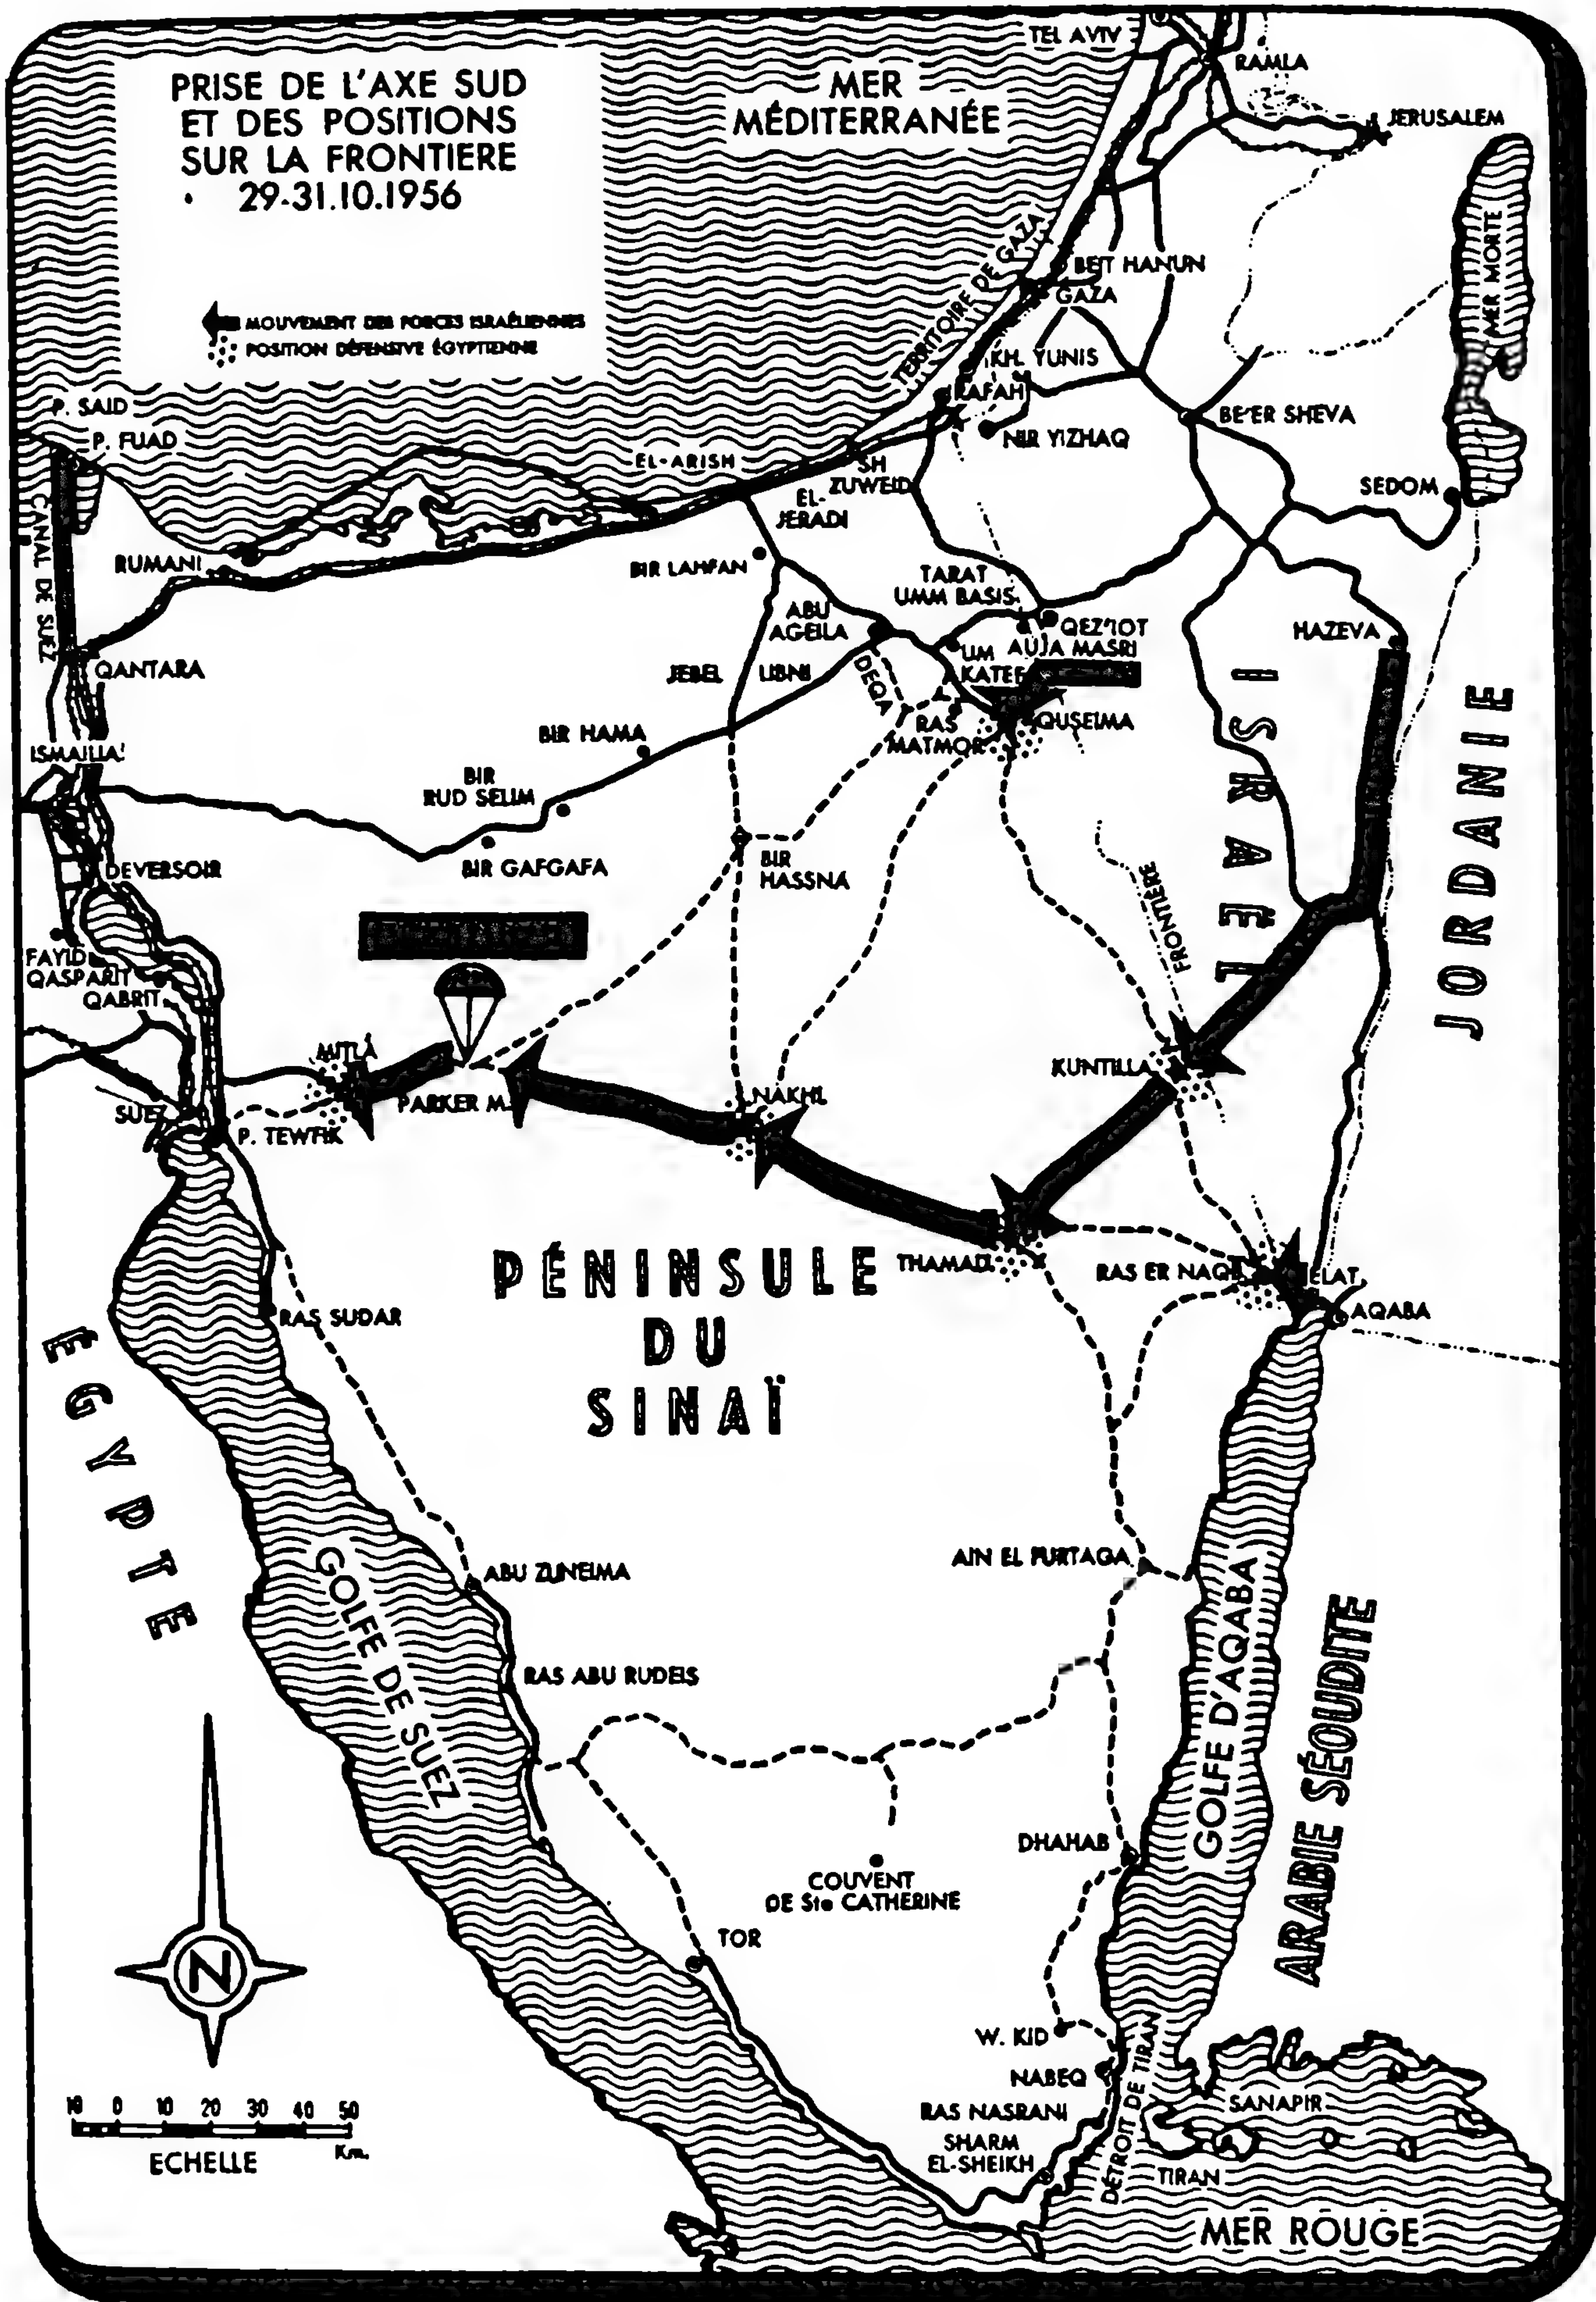 PRISE DE L'AXE SUD
ET DES POSITIONS
SUR LA FRONTIERE
29-31.10.1956
MOUVEMENT DES FORCES ISRAÉLIENNES
POSITION DÉFENSIVE ÉGYPTIENNE
MER
MÉDITERRANÉE
TEL AVIV
RAMLA
JERUSALEM
MER MORTE
TERRITOIRE DE GAZA
BEIT HANUN
GAZA
KH. YUNIS
RAFAH
NIR YIZHAQ
BE'ER SHEVA
SEDOM
P. SAID
P. FUAD
CANAL DE SUEZ
EL-ARISH
SH
ZUWEID
EL-
JERADI
RUMANI
BIR LAHFAN
TARAT
UMM BASIS
ABU
AGEILA
QEZ'IOT
AUJA MASRI
UM
KATEF
HAZEVA
QANTARA
JEBEL LIBNI
DEQA
RAS
MATMOR
QUSEIMA
ISRAËL
JORDANIE
ISMAILIA
BIR HAMA
BIR
RUD SELIM
BIR GAFGAFA
BIR
HASSNA
DEVERSOIR
FRONTIÈRE
FAYID
QASPARIT
QABRIT
MITLA
PARKER M.
NAKHL
KUNTILLA
SUEZ
P. TEWFIK
THAMAD
RAS ER NAQB
ELAT
AQABA
PÉNINSULE
DU
SINAÏ
RAS SUDAR
ÉGYPTE
GOLFE DE SUEZ
ABU ZUNEIMA
AIN EL FURTAGA
RAS ABU RUDEIS
GOLFE D'AQABA
ARABIE SÉOUDITE
DHAHAB
COUVENT
DE Ste CATHERINE
TOR
N
W. KID
NABEQ
RAS NASRANI
SHARM
EL-SHEIKH
DÉTROIT DE TIRAN
SANAPIR
TIRAN
MER ROUGE
10 0 10 20 30 40 50
ECHELLE
Km.